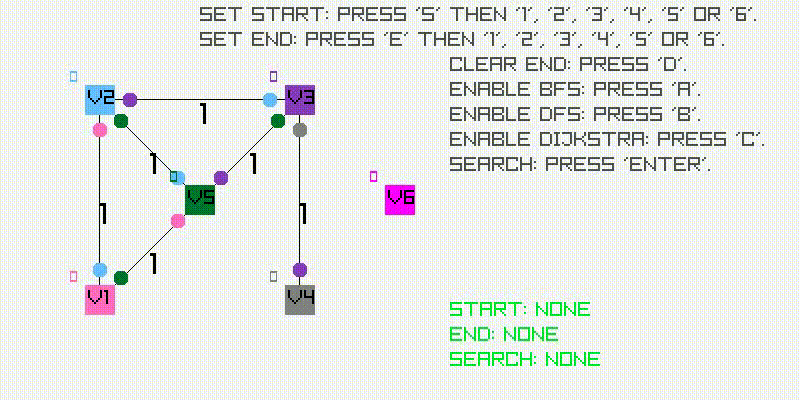 SET START: PRESS 'S' THEN '1', '2', '3', '4', '5' OR '6'.
SET END: PRESS 'E' THEN '1', '2', '3', '4', '5' OR '6'.
CLEAR END: PRESS 'D'.
ENABLE BFS: PRESS 'A'.
ENABLE DFS: PRESS 'B'.
ENABLE DIJKSTRA: PRESS 'C'.
SEARCH: PRESS 'ENTER'.
V2
V3
1
1
1
V5
V6
1
1
1
V1
V4
START: NONE
END: NONE
SEARCH: NONE